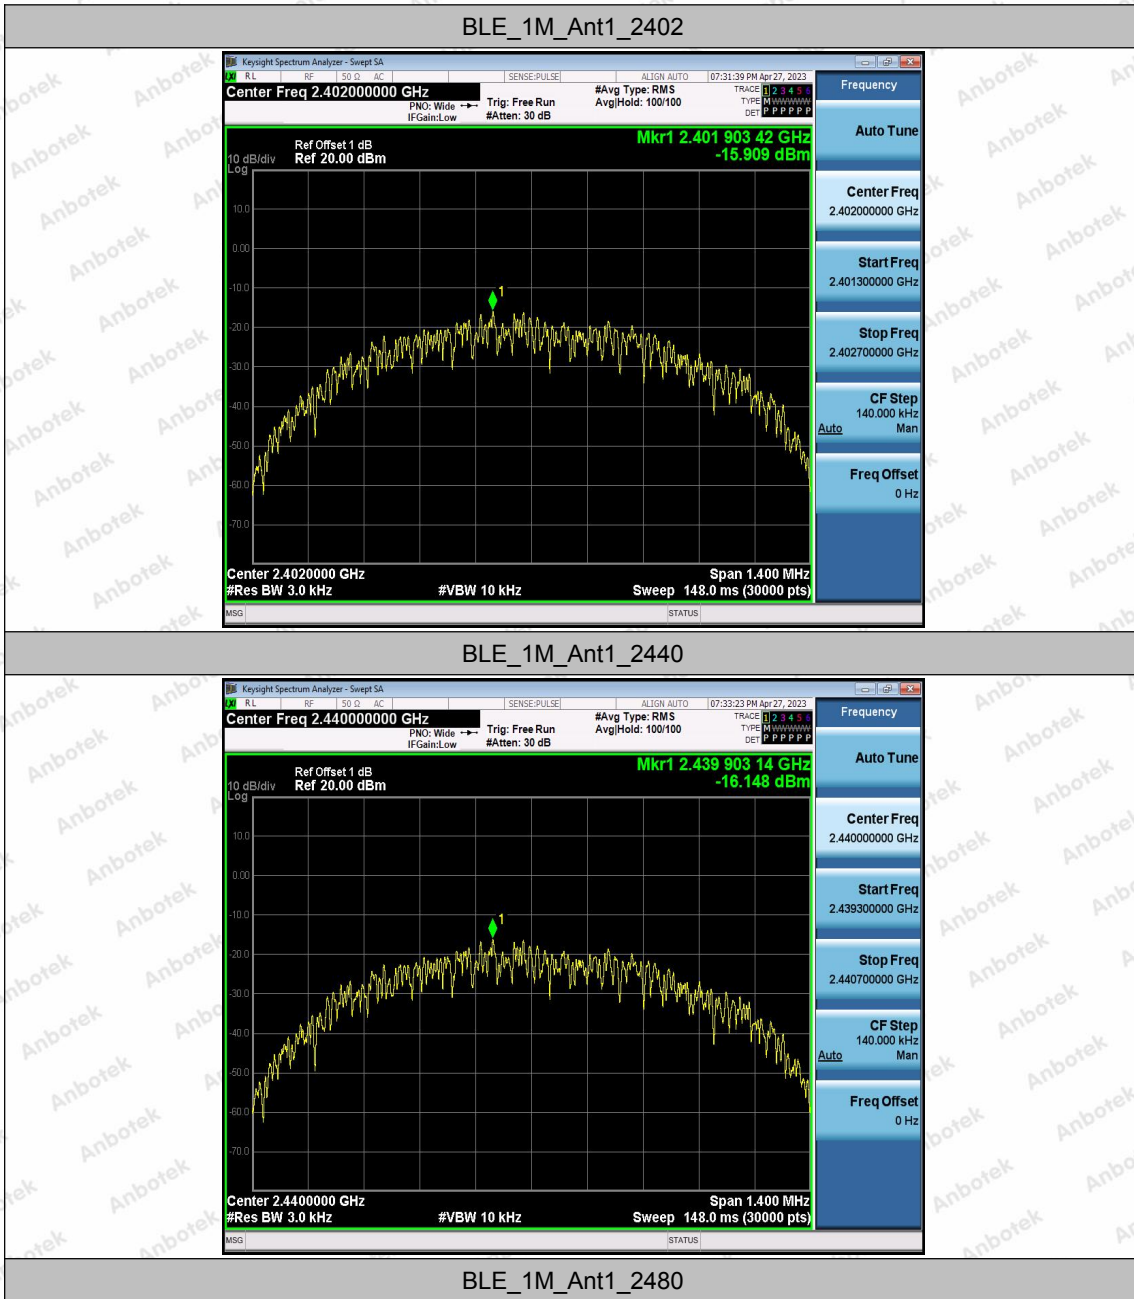 BLE_1M_Ant1_2402
Keysight Spectrum Analyzer - Swept SA
RL RF 50 Ω AC SENSE:PULSE ALIGN AUTO 07:31:39 PM Apr 27, 2023
Center Freq 2.402000000 GHz
PNO: Wide
IFGain:Low
Trig: Free Run
#Atten: 30 dB
#Avg Type: RMS
Avg|Hold: 100/100
TRACE 1 2 3 4 5 6
TYPE M WWWWW
DET P P P P P P
Ref Offset 1 dB
10 dB/div Ref 20.00 dBm
Log
Mkr1 2.401 903 42 GHz
-15.909 dBm
1
10.0
0.00
-10.0
-20.0
-30.0
-40.0
-50.0
-60.0
-70.0
Center 2.4020000 GHz Span 1.400 MHz
#Res BW 3.0 kHz #VBW 10 kHz Sweep 148.0 ms (30000 pts)
MSG STATUS
Frequency
Auto Tune
Center Freq
2.402000000 GHz
Start Freq
2.401300000 GHz
Stop Freq
2.402700000 GHz
CF Step
140.000 kHz
Auto Man
Freq Offset
0 Hz
BLE_1M_Ant1_2440
Keysight Spectrum Analyzer - Swept SA
RL RF 50 Ω AC SENSE:PULSE ALIGN AUTO 07:33:23 PM Apr 27, 2023
Center Freq 2.440000000 GHz
PNO: Wide
IFGain:Low
Trig: Free Run
#Atten: 30 dB
#Avg Type: RMS
Avg|Hold: 100/100
TRACE 1 2 3 4 5 6
TYPE M WWWWW
DET P P P P P P
Ref Offset 1 dB
10 dB/div Ref 20.00 dBm
Log
Mkr1 2.439 903 14 GHz
-16.148 dBm
1
10.0
0.00
-10.0
-20.0
-30.0
-40.0
-50.0
-60.0
-70.0
Center 2.4400000 GHz Span 1.400 MHz
#Res BW 3.0 kHz #VBW 10 kHz Sweep 148.0 ms (30000 pts)
MSG STATUS
Frequency
Auto Tune
Center Freq
2.440000000 GHz
Start Freq
2.439300000 GHz
Stop Freq
2.440700000 GHz
CF Step
140.000 kHz
Auto Man
Freq Offset
0 Hz
BLE_1M_Ant1_2480